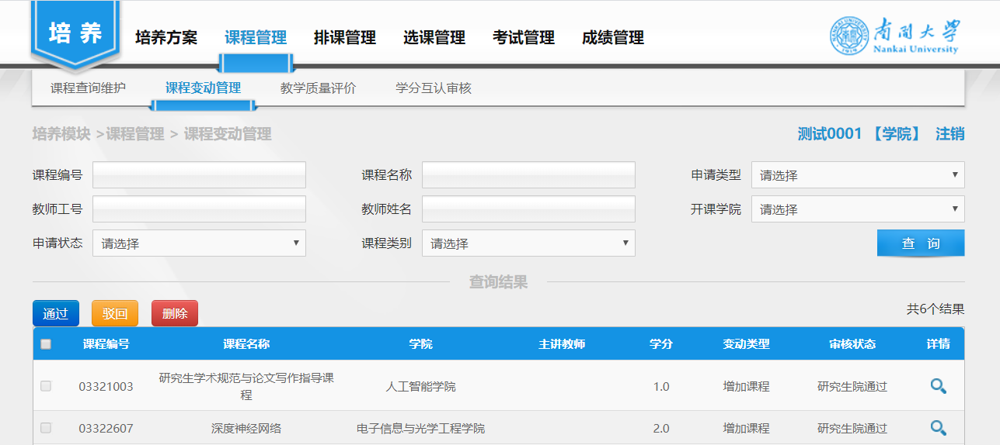 培养
培养方案 课程管理 排课管理 选课管理 考试管理 成绩管理
南开大学
Nankai University
课程查询维护 课程变动管理 教学质量评价 学分互认审核
培养模块 >课程管理 > 课程变动管理
测试0001 【学院】 注销
课程编号 课程名称 申请类型 请选择
教师工号 教师姓名 开课学院 请选择
申请状态 请选择 课程类别 请选择 查 询
查询结果
通过 驳回 删除
共6个结果
课程编号 课程名称 学院 主讲教师 学分 变动类型 审核状态 详情
03321003 研究生学术规范与论文写作指导课程 人工智能学院 1.0 增加课程 研究生院通过
03322607 深度神经网络 电子信息与光学工程学院 2.0 增加课程 研究生院通过